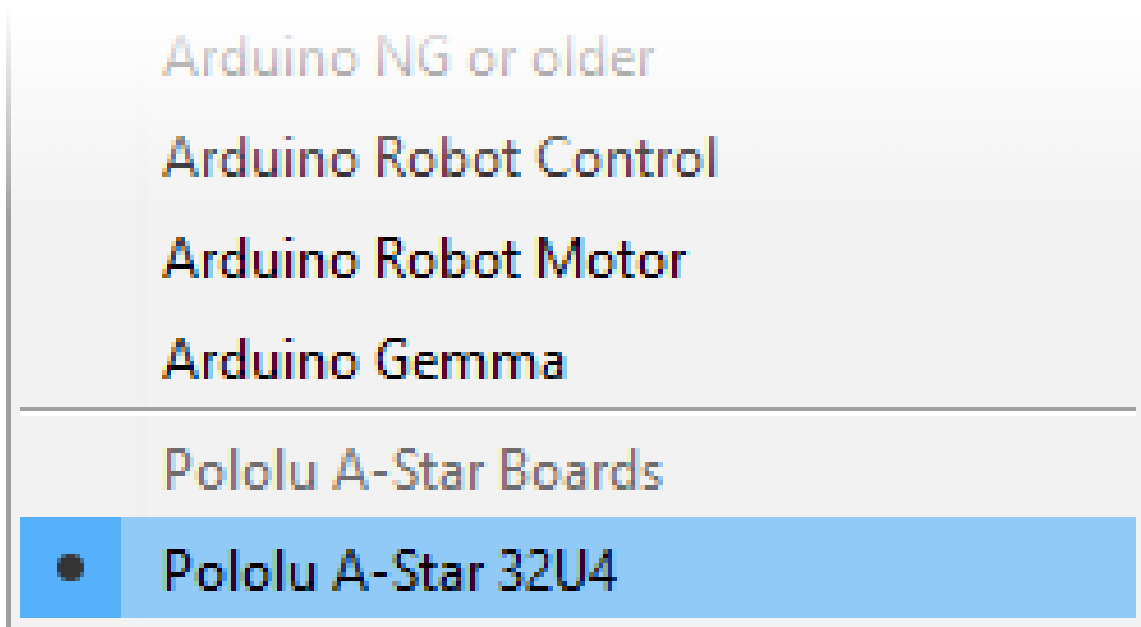 Arduino NG or older
Arduino Robot Control
Arduino Robot Motor
Arduino Gemma
Pololu A-Star Boards
Pololu A-Star 32U4